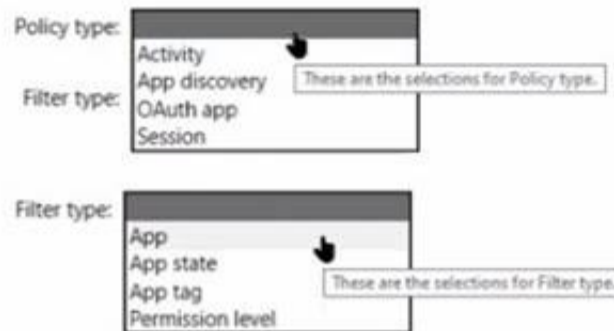 Policy type:
Activity
App discovery
These are the selections for Policy type.
Filter type:
OAuth app
Session
Filter type:
App
App state
These are the selections for Filter type.
App tag
Permission level